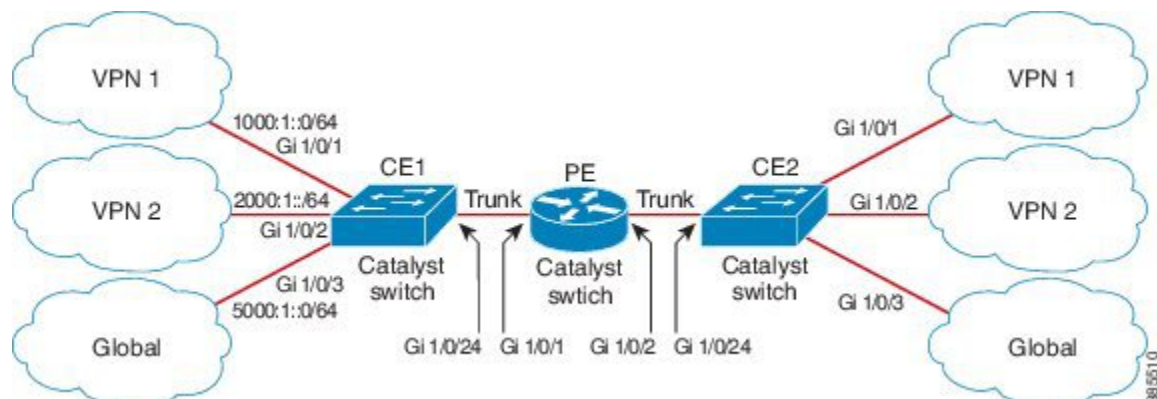 VPN 1
1000:1::0/64
Gi 1/0/1
VPN 2
2000:1::/64
Gi 1/0/2
Global
Gi 1/0/3
5000:1::0/64
CE1
Catalyst
switch
Trunk
PE
Catalyst
swtich
Trunk
CE2
Catalyst
switch
Gi 1/0/24
Gi 1/0/1
Gi 1/0/2
Gi 1/0/24
Gi 1/0/1
VPN 1
Gi 1/0/2
VPN 2
Gi 1/0/3
Global
385510